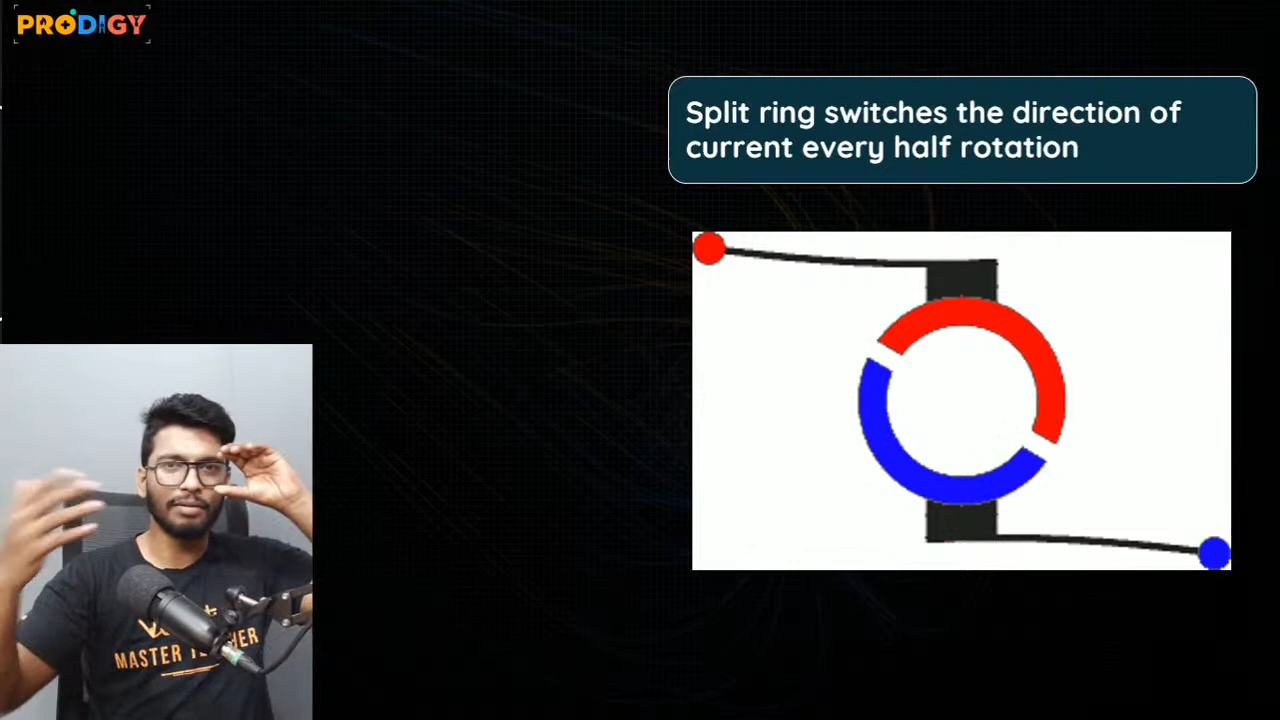 PRODIGY
Split ring switches the direction of
current every half rotation
MASTER